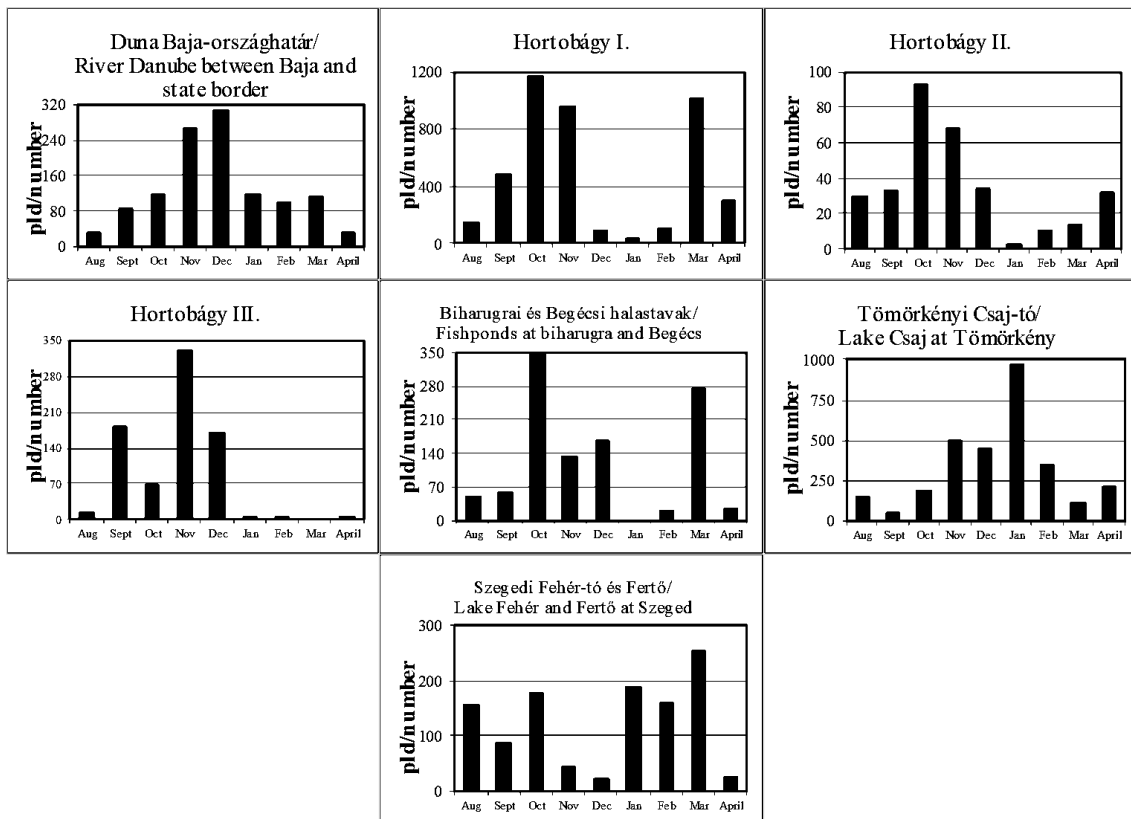 Duna Baja-országhatár/
River Danube between Baja and
state border
pld/number
320
240
160
80
0
Aug Sept Oct Nov Dec Jan Feb Mar April
Hortobágy I.
pld/number
1200
800
400
0
Aug Sept Oct Nov Dec Jan Feb Mar April
Hortobágy II.
pld/number
100
80
60
40
20
0
Aug Sept Oct Nov Dec Jan Feb Mar April
Hortobágy III.
pld/number
350
280
210
140
70
0
Aug Sept Oct Nov Dec Jan Feb Mar April
Biharugrai és Begécsi halastavak/
Fishponds at biharugra and Begécs
pld/number
350
280
210
140
70
0
Aug Sept Oct Nov Dec Jan Feb Mar April
Tömörkényi Csaj-tó/
Lake Csaj at Tömörkény
pld/number
1000
750
500
250
0
Aug Sept Oct Nov Dec Jan Feb Mar April
Szegedi Fehér-tó és Fertő/
Lake Fehér and Fertő at Szeged
pld/number
300
200
100
0
Aug Sept Oct Nov Dec Jan Feb Mar April